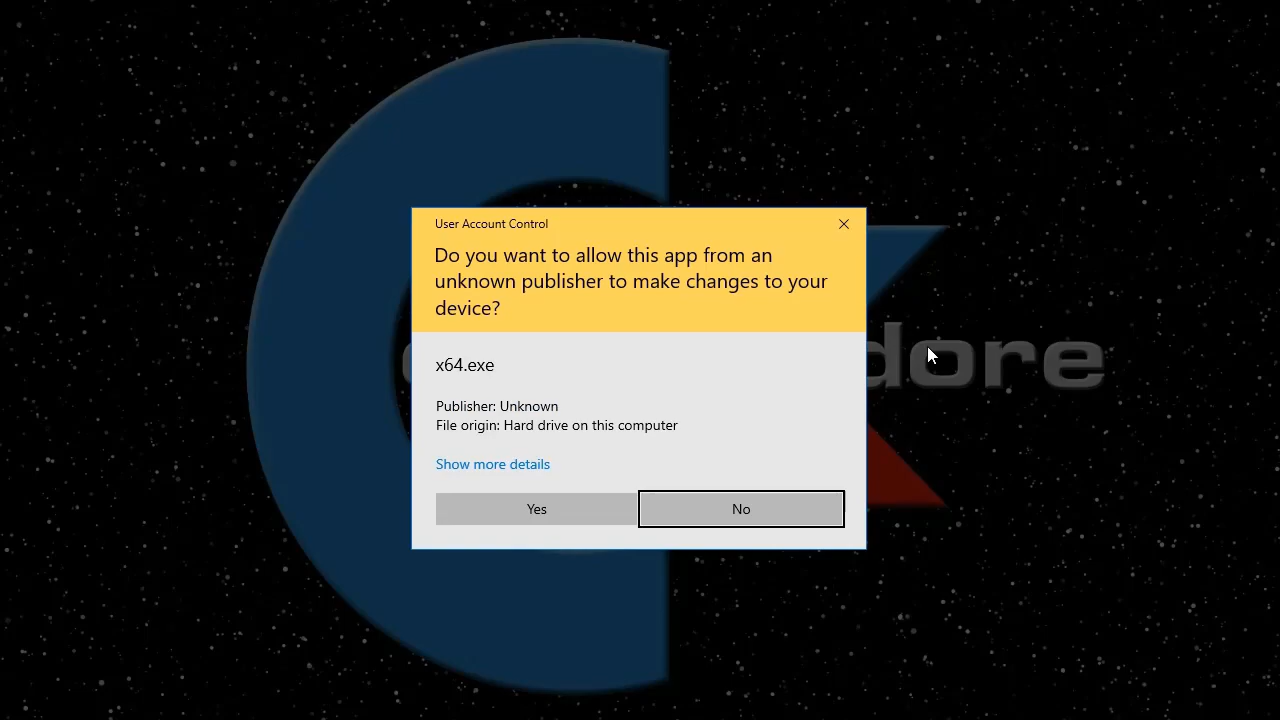 User Account Control
Do you want to allow this app from an
unknown publisher to make changes to your
device?
dore
x64.exe
Publisher: Unknown
File origin: Hard drive on this computer
Show more details
Yes
No